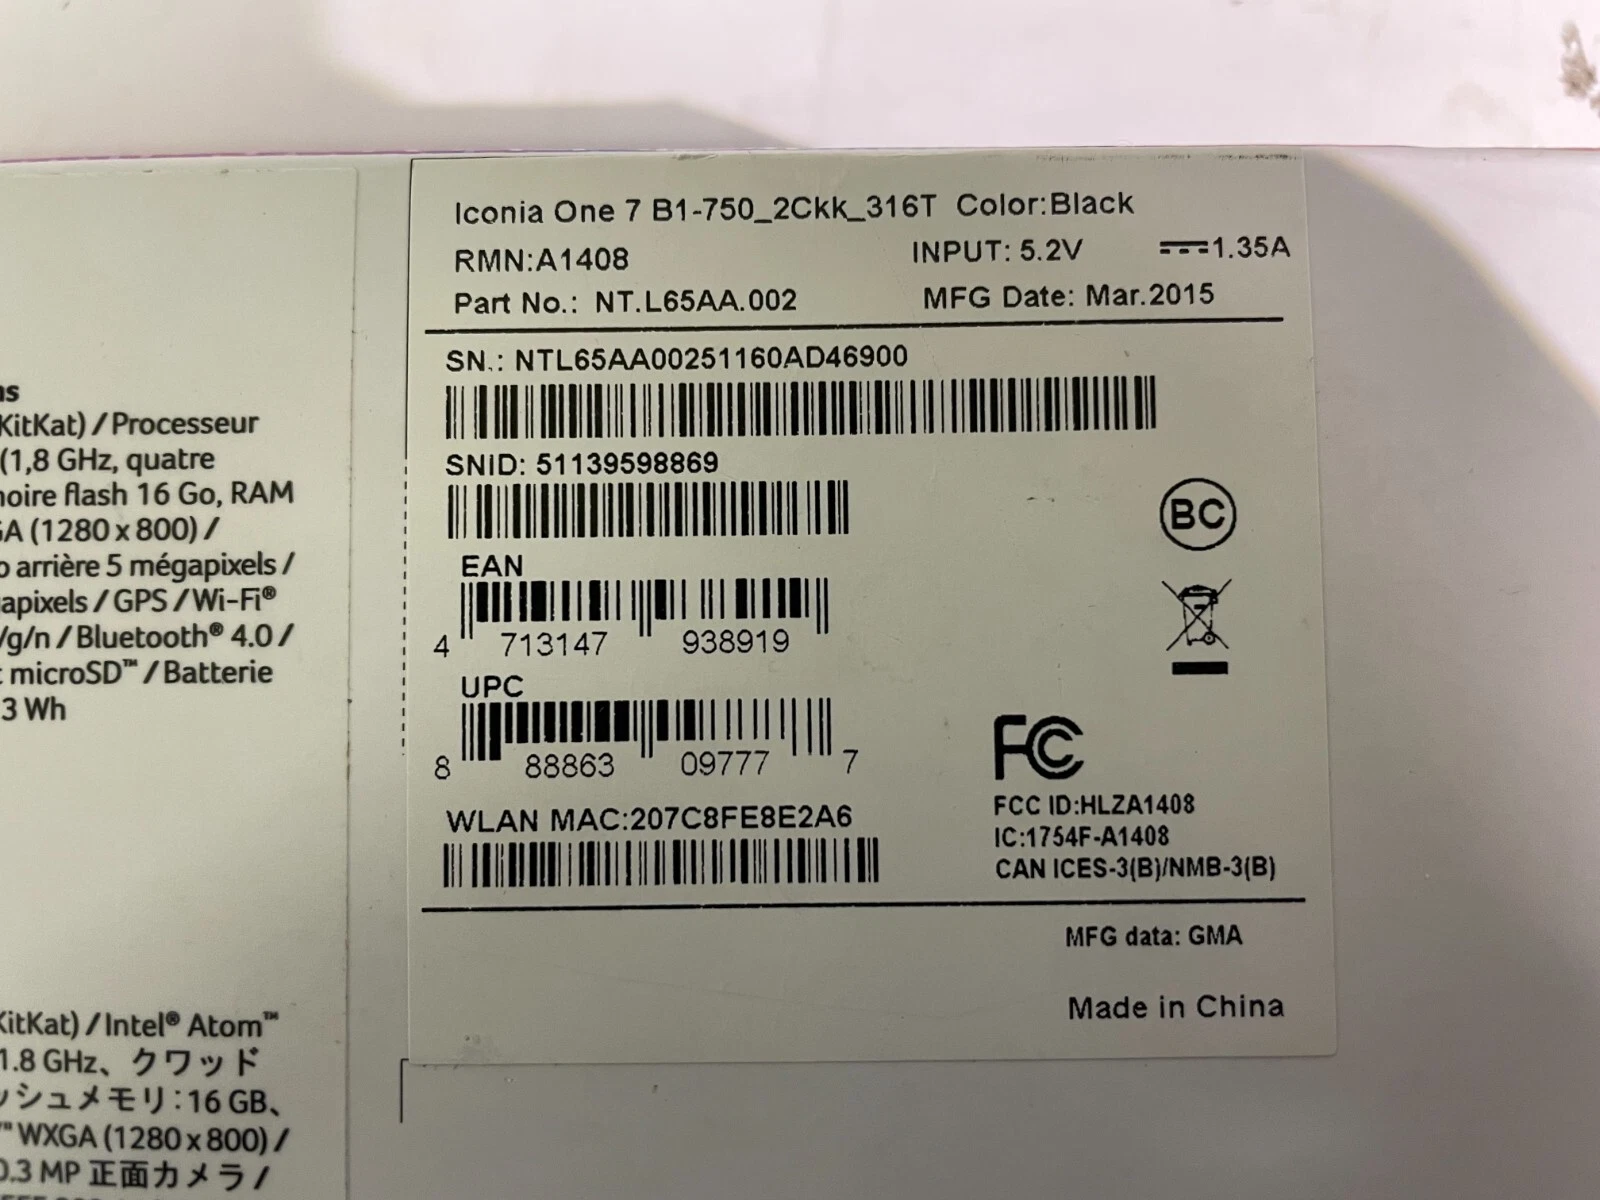 KitKat) / Processeur
(1,8 GHz, quatre
flash 16 Go, RAM
(1280 x 800) /
arrière 5 mégapixels /
/ GPS / Wi-Fi®
/g/n / Bluetooth® 4.0 /
microSD™ / Batterie
3 Wh
KitKat) / Intel® Atom™
1.8 GHz、クワッド
ッシュメモリ：16 GB、
™ WXGA (1280 x 800) /
0.3 MP 正面カメラ /
Iconia One 7 B1-750_2Ckk_316T Color:Black
RMN:A1408 INPUT: 5.2V 1.35A
Part No.: NT.L65AA.002 MFG Date: Mar.2015
SN.: NTL65AA00251160AD46900
SNID: 51139598869
BC
EAN
4 713147 938919
UPC
8 88863 09777 7
FC
WLAN MAC:207C8FE8E2A6
FCC ID:HLZA1408
IC:1754F-A1408
CAN ICES-3(B)/NMB-3(B)
MFG data: GMA
Made in China